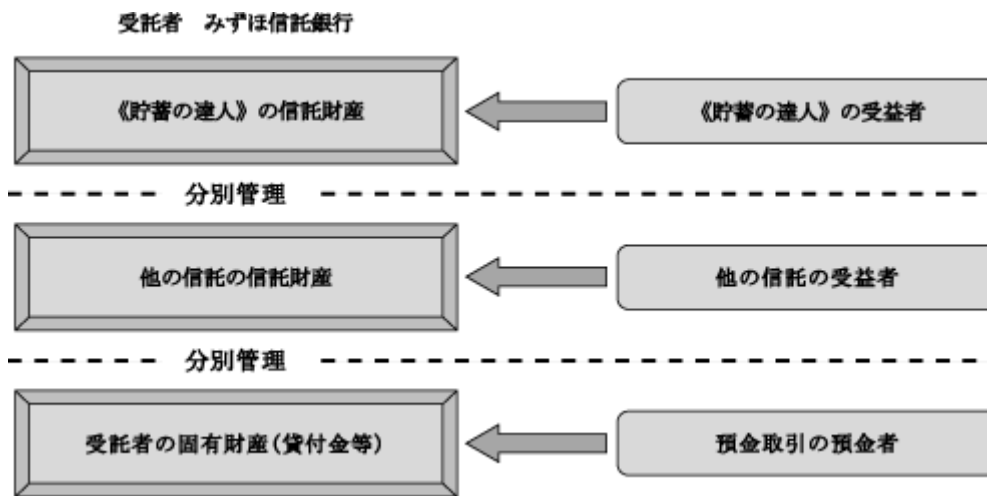 受託者 みずほ信託銀行
《貯蓄の達人》の信託財産
《貯蓄の達人》の受益者
分別管理
他の信託の信託財産
他の信託の受益者
分別管理
受託者の固有財産(貸付金等)
預金取引の預金者